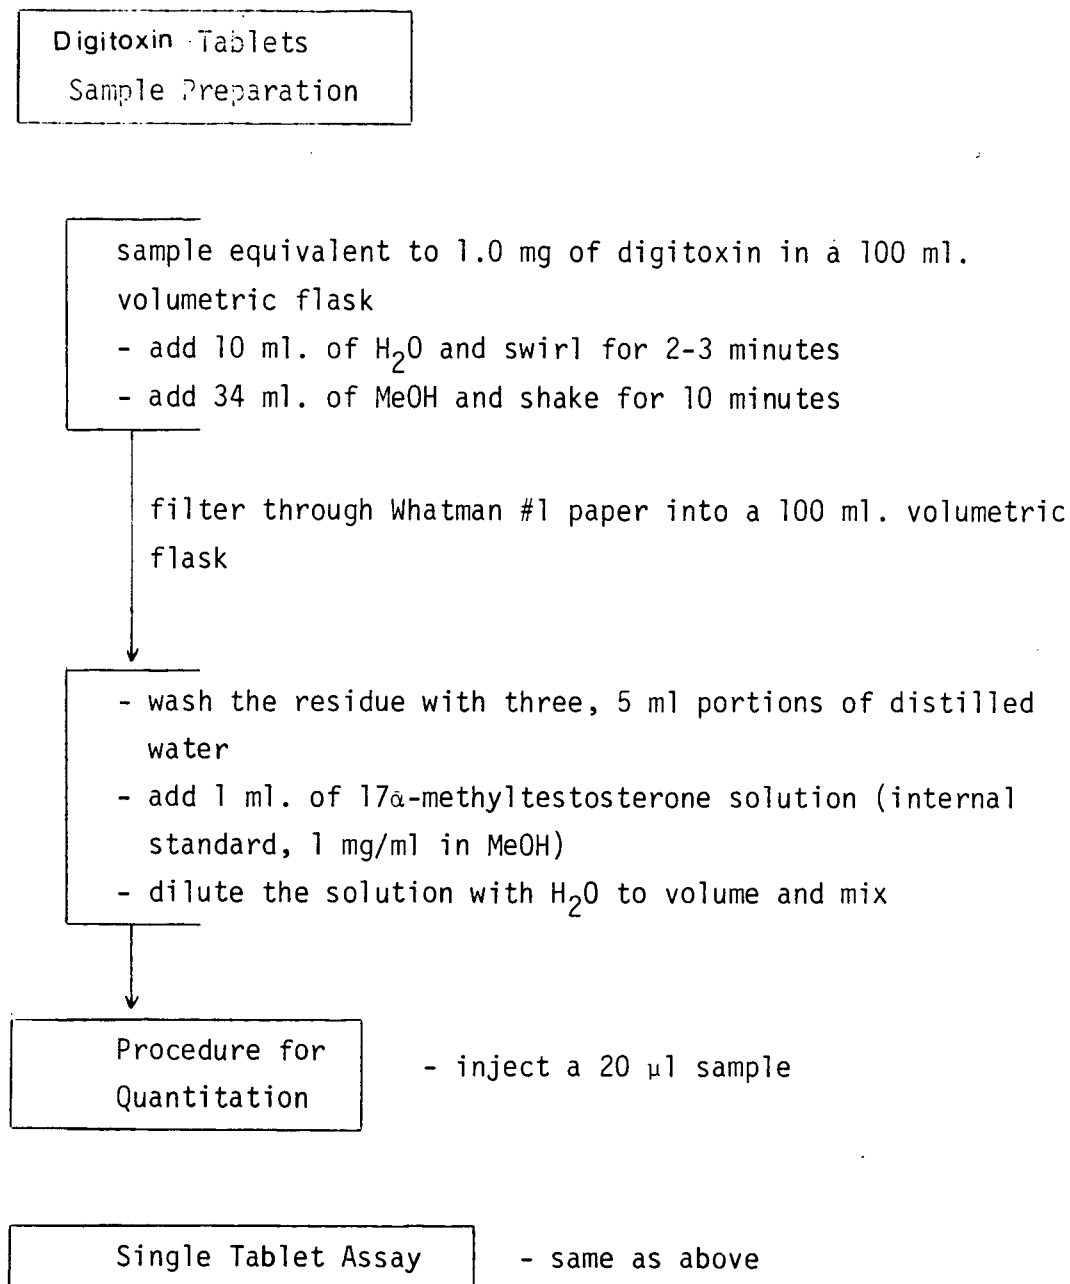 Digitoxin Tablets
Sample Preparation
sample equivalent to 1.0 mg of digitoxin in a 100 ml.
volumetric flask
- add 10 ml. of H₂O and swirl for 2-3 minutes
- add 34 ml. of MeOH and shake for 10 minutes
filter through Whatman #1 paper into a 100 ml. volumetric
flask
- wash the residue with three, 5 ml portions of distilled
water
- add 1 ml. of 17α-methyltestosterone solution (internal
standard, 1 mg/ml in MeOH)
- dilute the solution with H₂O to volume and mix
Procedure for
Quantitation
- inject a 20 μl sample
Single Tablet Assay - same as above